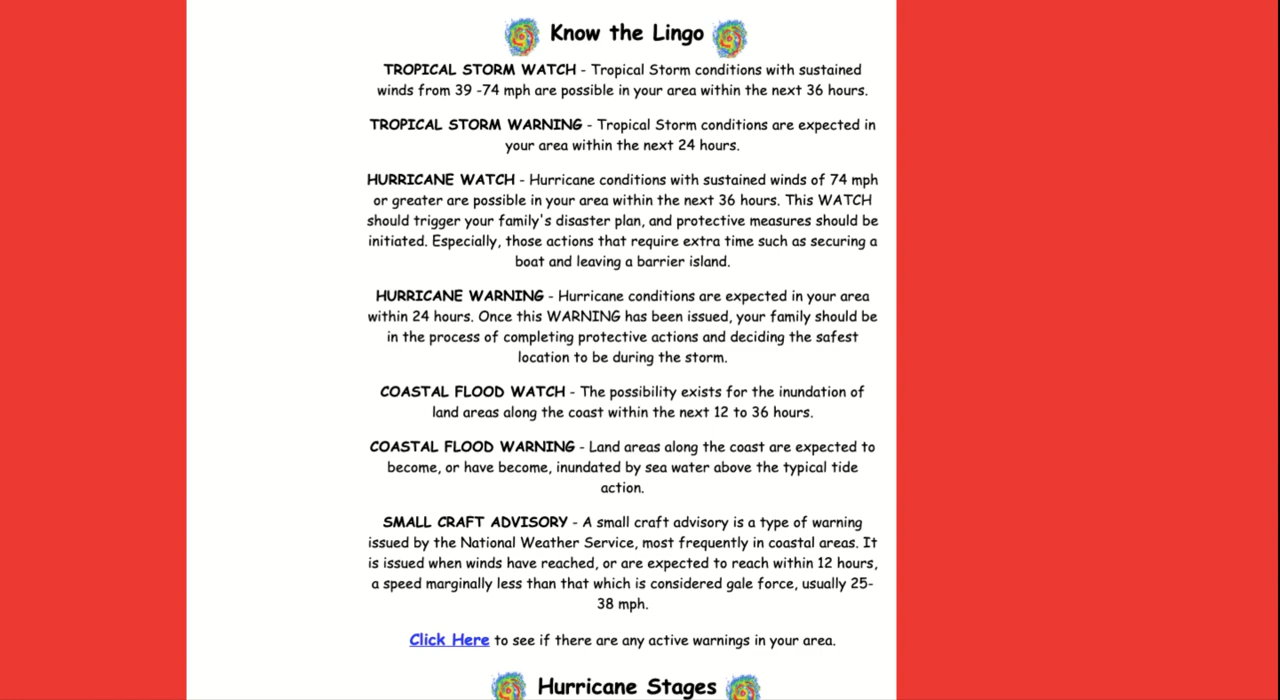 Know the Lingo
TROPICAL STORM WATCH - Tropical Storm conditions with sustained
winds from 39 -74 mph are possible in your area within the next 36 hours.
TROPICAL STORM WARNING - Tropical Storm conditions are expected in
your area within the next 24 hours.
HURRICANE WATCH - Hurricane conditions with sustained winds of 74 mph
or greater are possible in your area within the next 36 hours. This WATCH
should trigger your family's disaster plan, and protective measures should be
initiated. Especially, those actions that require extra time such as securing a
boat and leaving a barrier island.
HURRICANE WARNING - Hurricane conditions are expected in your area
within 24 hours. Once this WARNING has been issued, your family should be
in the process of completing protective actions and deciding the safest
location to be during the storm.
COASTAL FLOOD WATCH - The possibility exists for the inundation of
land areas along the coast within the next 12 to 36 hours.
COASTAL FLOOD WARNING - Land areas along the coast are expected to
become, or have become, inundated by sea water above the typical tide
action.
SMALL CRAFT ADVISORY - A small craft advisory is a type of warning
issued by the National Weather Service, most frequently in coastal areas. It
is issued when winds have reached, or are expected to reach within 12 hours,
a speed marginally less than that which is considered gale force, usually 25-
38 mph.
Click Here to see if there are any active warnings in your area.
Hurricane Stages